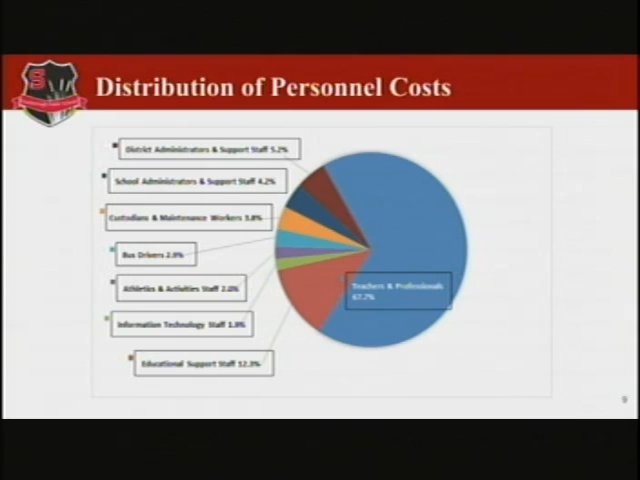 S
Distribution of Personnel Costs
District Administrators & Support Staff 5.2%
School Administrators & Support Staff 4.2%
Custodians & Maintenance Workers 3.8%
Bus Drivers 2.9%
Athletics & Activities Staff 2.0%
Information Technology Staff 1.9%
Educational Support Staff 12.3%
Teachers & Professionals
67.7%
9